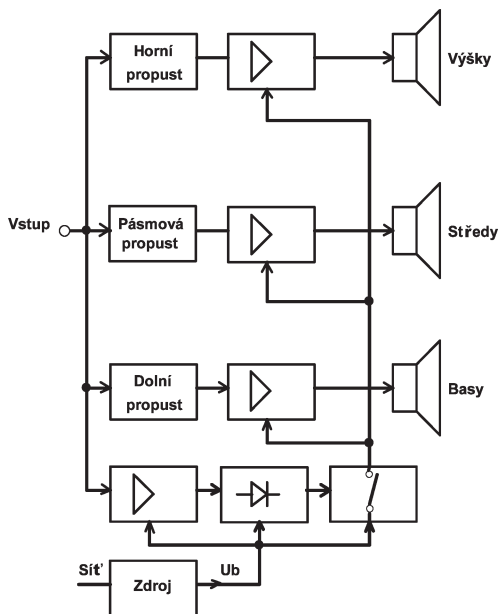 Horní
propust
Výšky
Vstup
Pásmová
propust
Středy
Dolní
propust
Basy
Síť
Zdroj
Ub